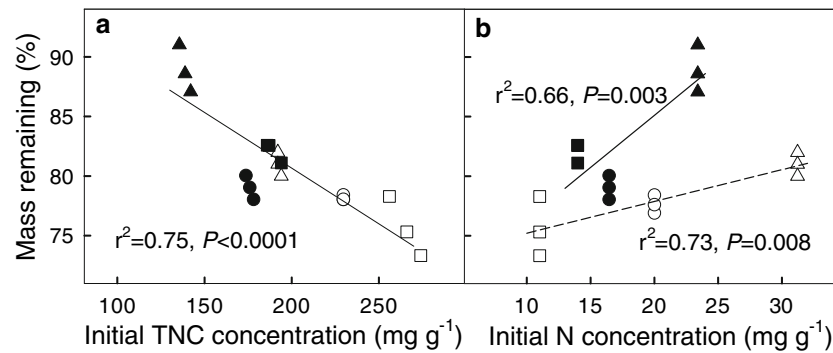 a
b
Mass remaining (%)
90
85
80
75
r²=0.75, P<0.0001
r²=0.66, P=0.003
r²=0.73, P=0.008
100 150 200 250
10 15 20 25 30
Initial TNC concentration (mg g⁻¹)
Initial N concentration (mg g⁻¹)